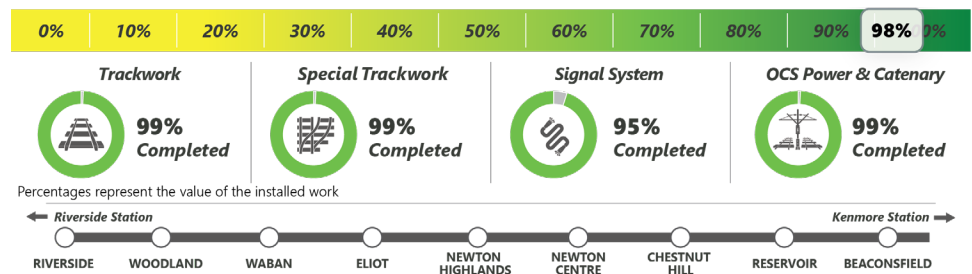 0% 10% 20% 30% 40% 50% 60% 70% 80% 90% 98% 00%
Trackwork
99%
Completed
Special Trackwork
99%
Completed
Signal System
95%
Completed
OCS Power & Catenary
99%
Completed
Percentages represent the value of the installed work
Riverside Station
Kenmore Station
RIVERSIDE
WOODLAND
WABAN
ELIOT
NEWTON
HIGHLANDS
NEWTON
CENTRE
CHESTNUT
HILL
RESERVOIR
BEACONSFIELD